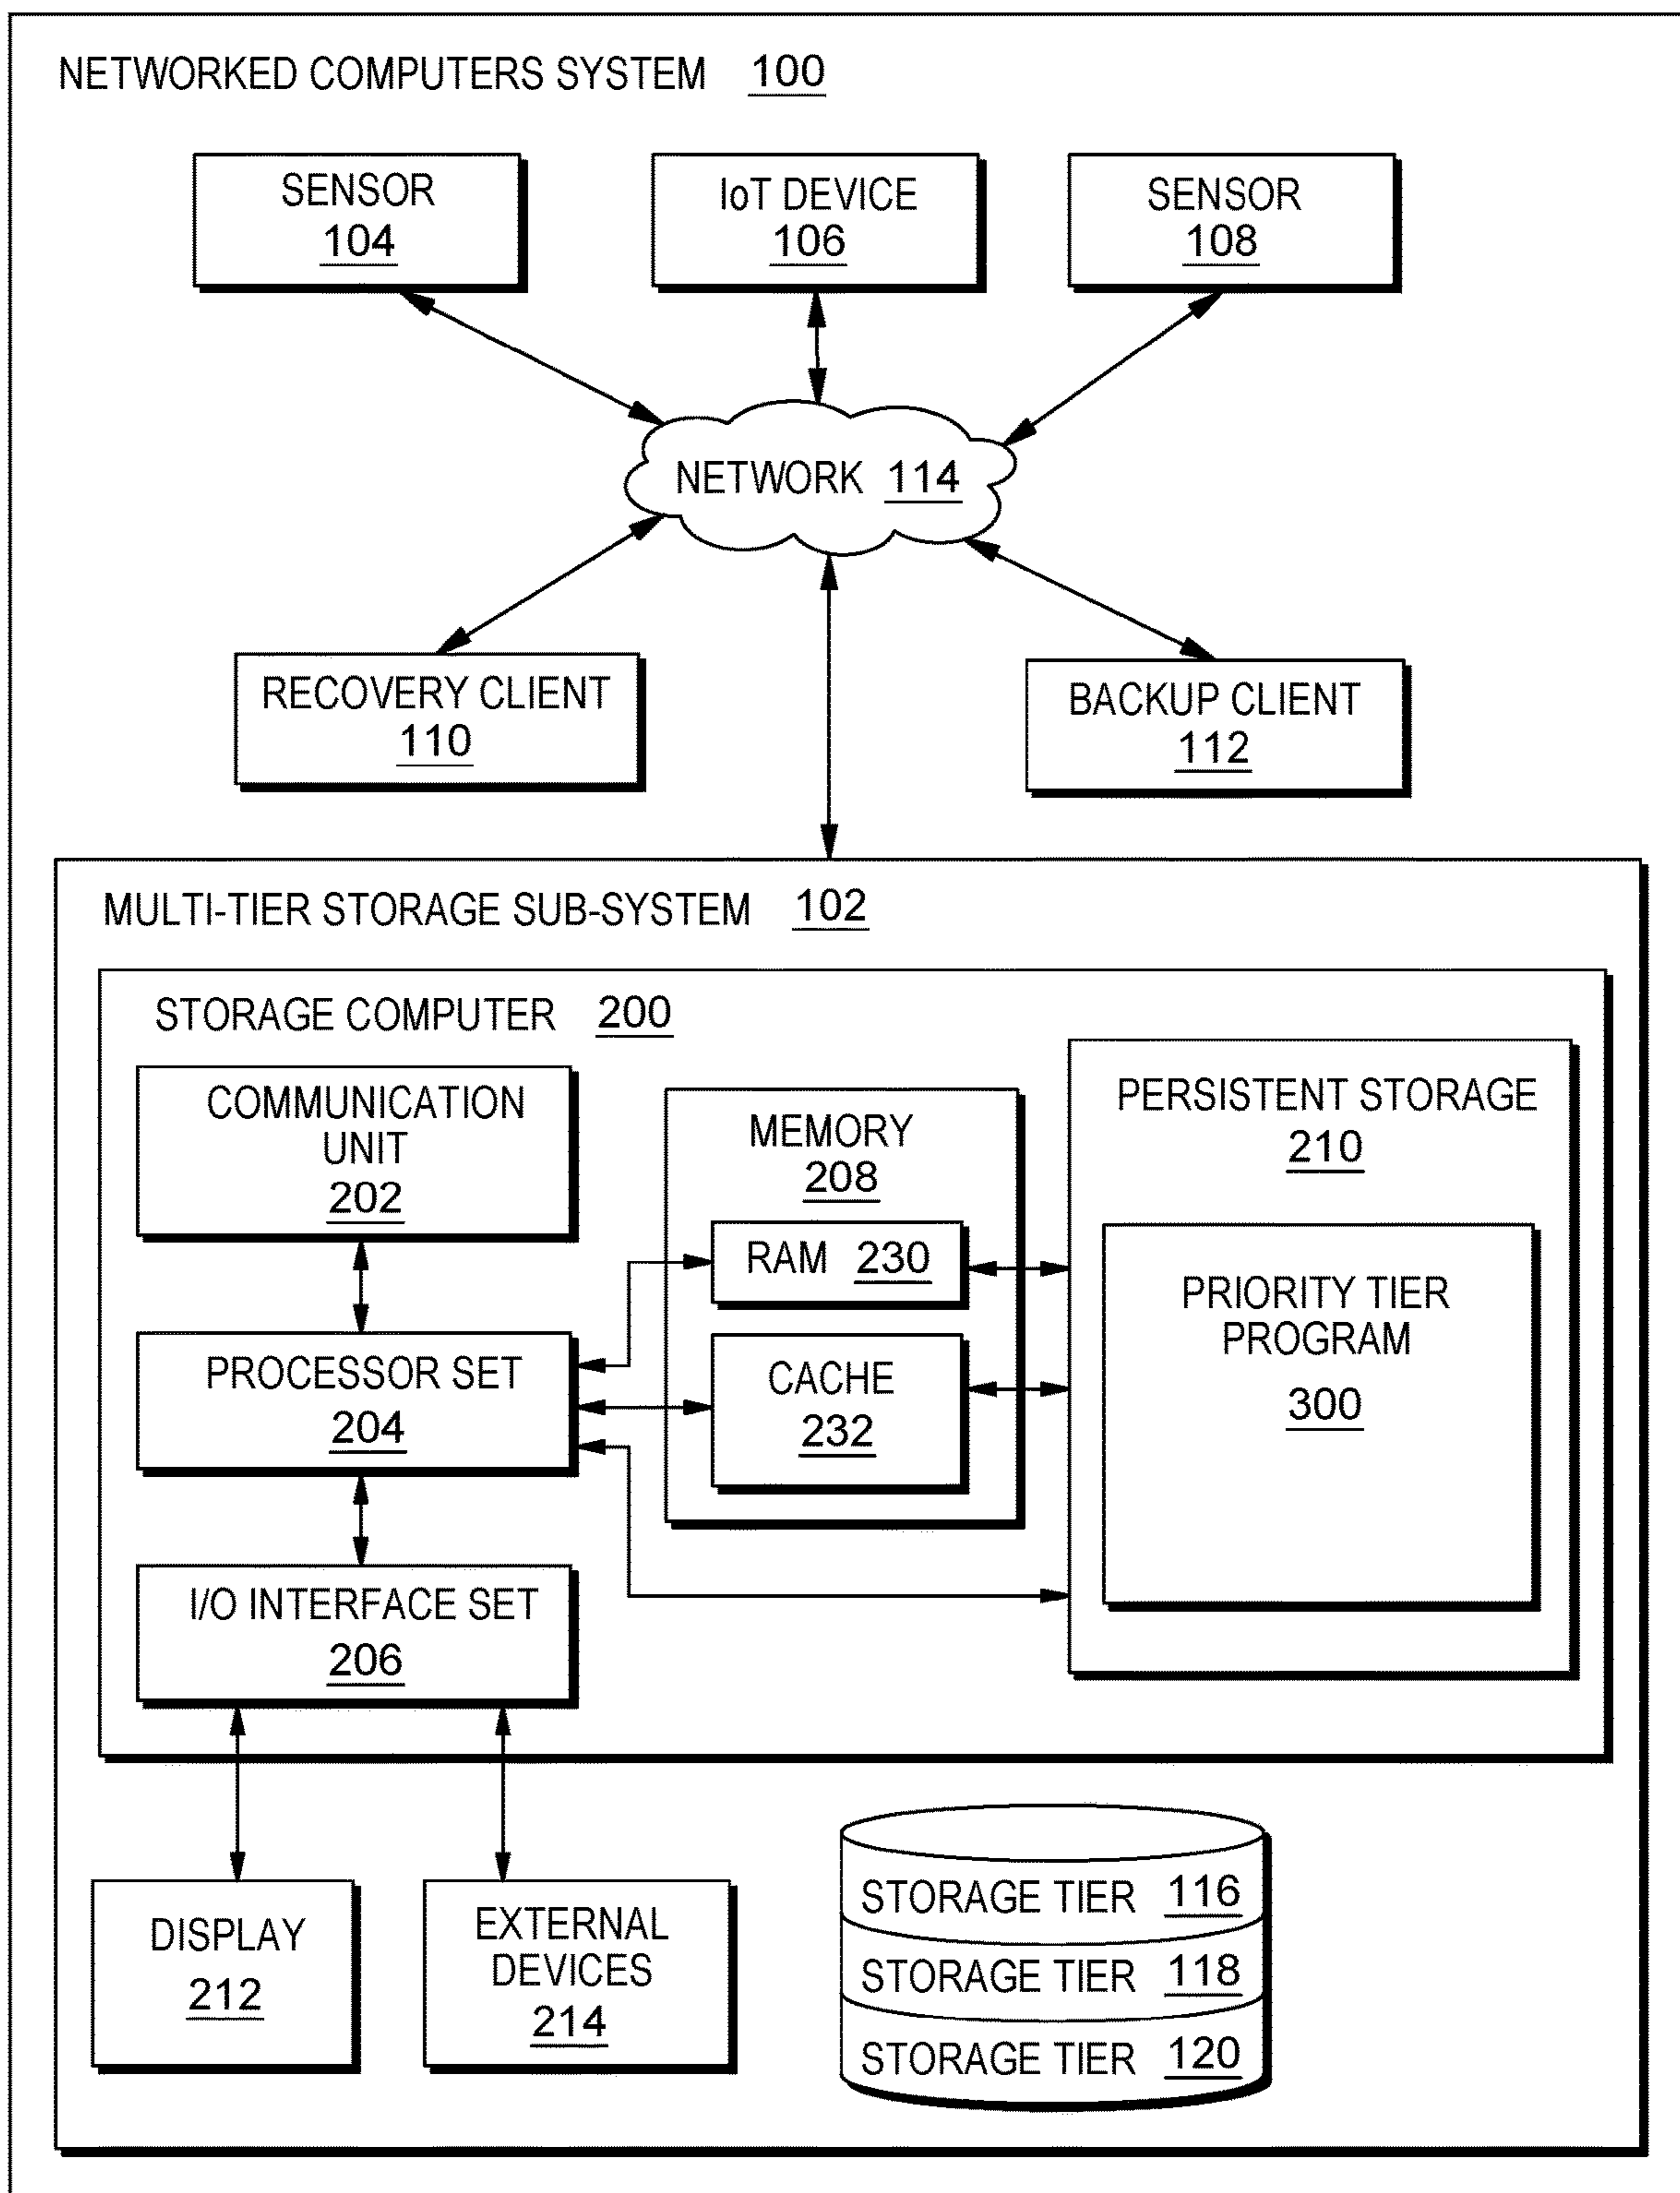 NETWORKED COMPUTERS SYSTEM 100
SENSOR
104
IoT DEVICE
106
SENSOR
108
NETWORK 114
RECOVERY CLIENT
110
BACKUP CLIENT
112
MULTI-TIER STORAGE SUB-SYSTEM 102
STORAGE COMPUTER 200
COMMUNICATION
UNIT
202
MEMORY
208
PERSISTENT STORAGE
210
RAM 230
PRIORITY TIER
PROGRAM
300
PROCESSOR SET
204
CACHE
232
I/O INTERFACE SET
206
DISPLAY
212
EXTERNAL
DEVICES
214
STORAGE TIER 116
STORAGE TIER 118
STORAGE TIER 120